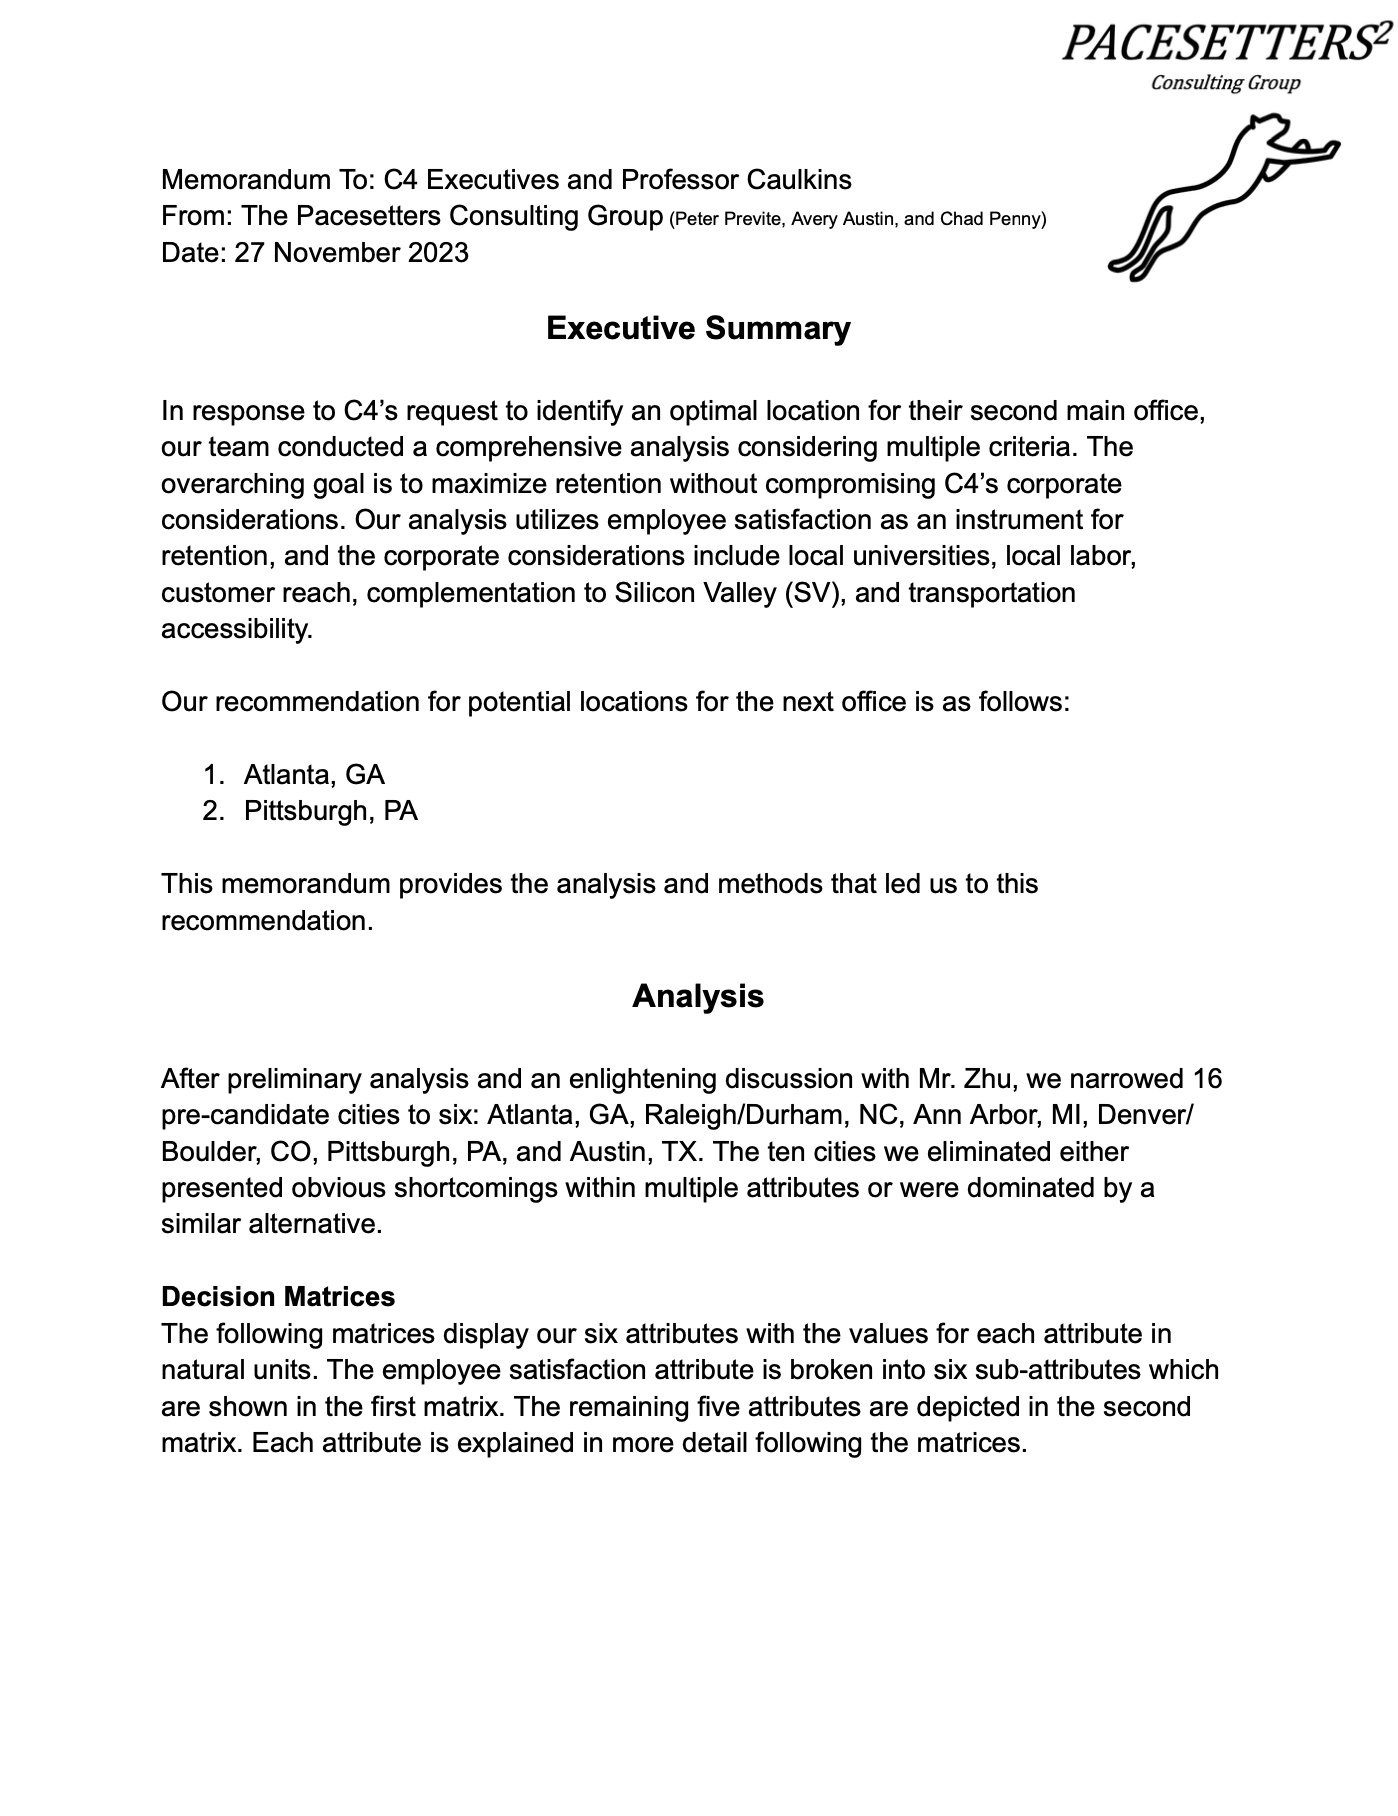 PACESETTERS²
Consulting Group
Memorandum To: C4 Executives and Professor Caulkins
From: The Pacesetters Consulting Group (Peter Previte, Avery Austin, and Chad Penny)
Date: 27 November 2023
Executive Summary
In response to C4’s request to identify an optimal location for their second main office,
our team conducted a comprehensive analysis considering multiple criteria. The
overarching goal is to maximize retention without compromising C4’s corporate
considerations. Our analysis utilizes employee satisfaction as an instrument for
retention, and the corporate considerations include local universities, local labor,
customer reach, complementation to Silicon Valley (SV), and transportation
accessibility.
Our recommendation for potential locations for the next office is as follows:
1. Atlanta, GA
2. Pittsburgh, PA
This memorandum provides the analysis and methods that led us to this
recommendation.
Analysis
After preliminary analysis and an enlightening discussion with Mr. Zhu, we narrowed 16
pre-candidate cities to six: Atlanta, GA, Raleigh/Durham, NC, Ann Arbor, MI, Denver/
Boulder, CO, Pittsburgh, PA, and Austin, TX. The ten cities we eliminated either
presented obvious shortcomings within multiple attributes or were dominated by a
similar alternative.
Decision Matrices
The following matrices display our six attributes with the values for each attribute in
natural units. The employee satisfaction attribute is broken into six sub-attributes which
are shown in the first matrix. The remaining five attributes are depicted in the second
matrix. Each attribute is explained in more detail following the matrices.